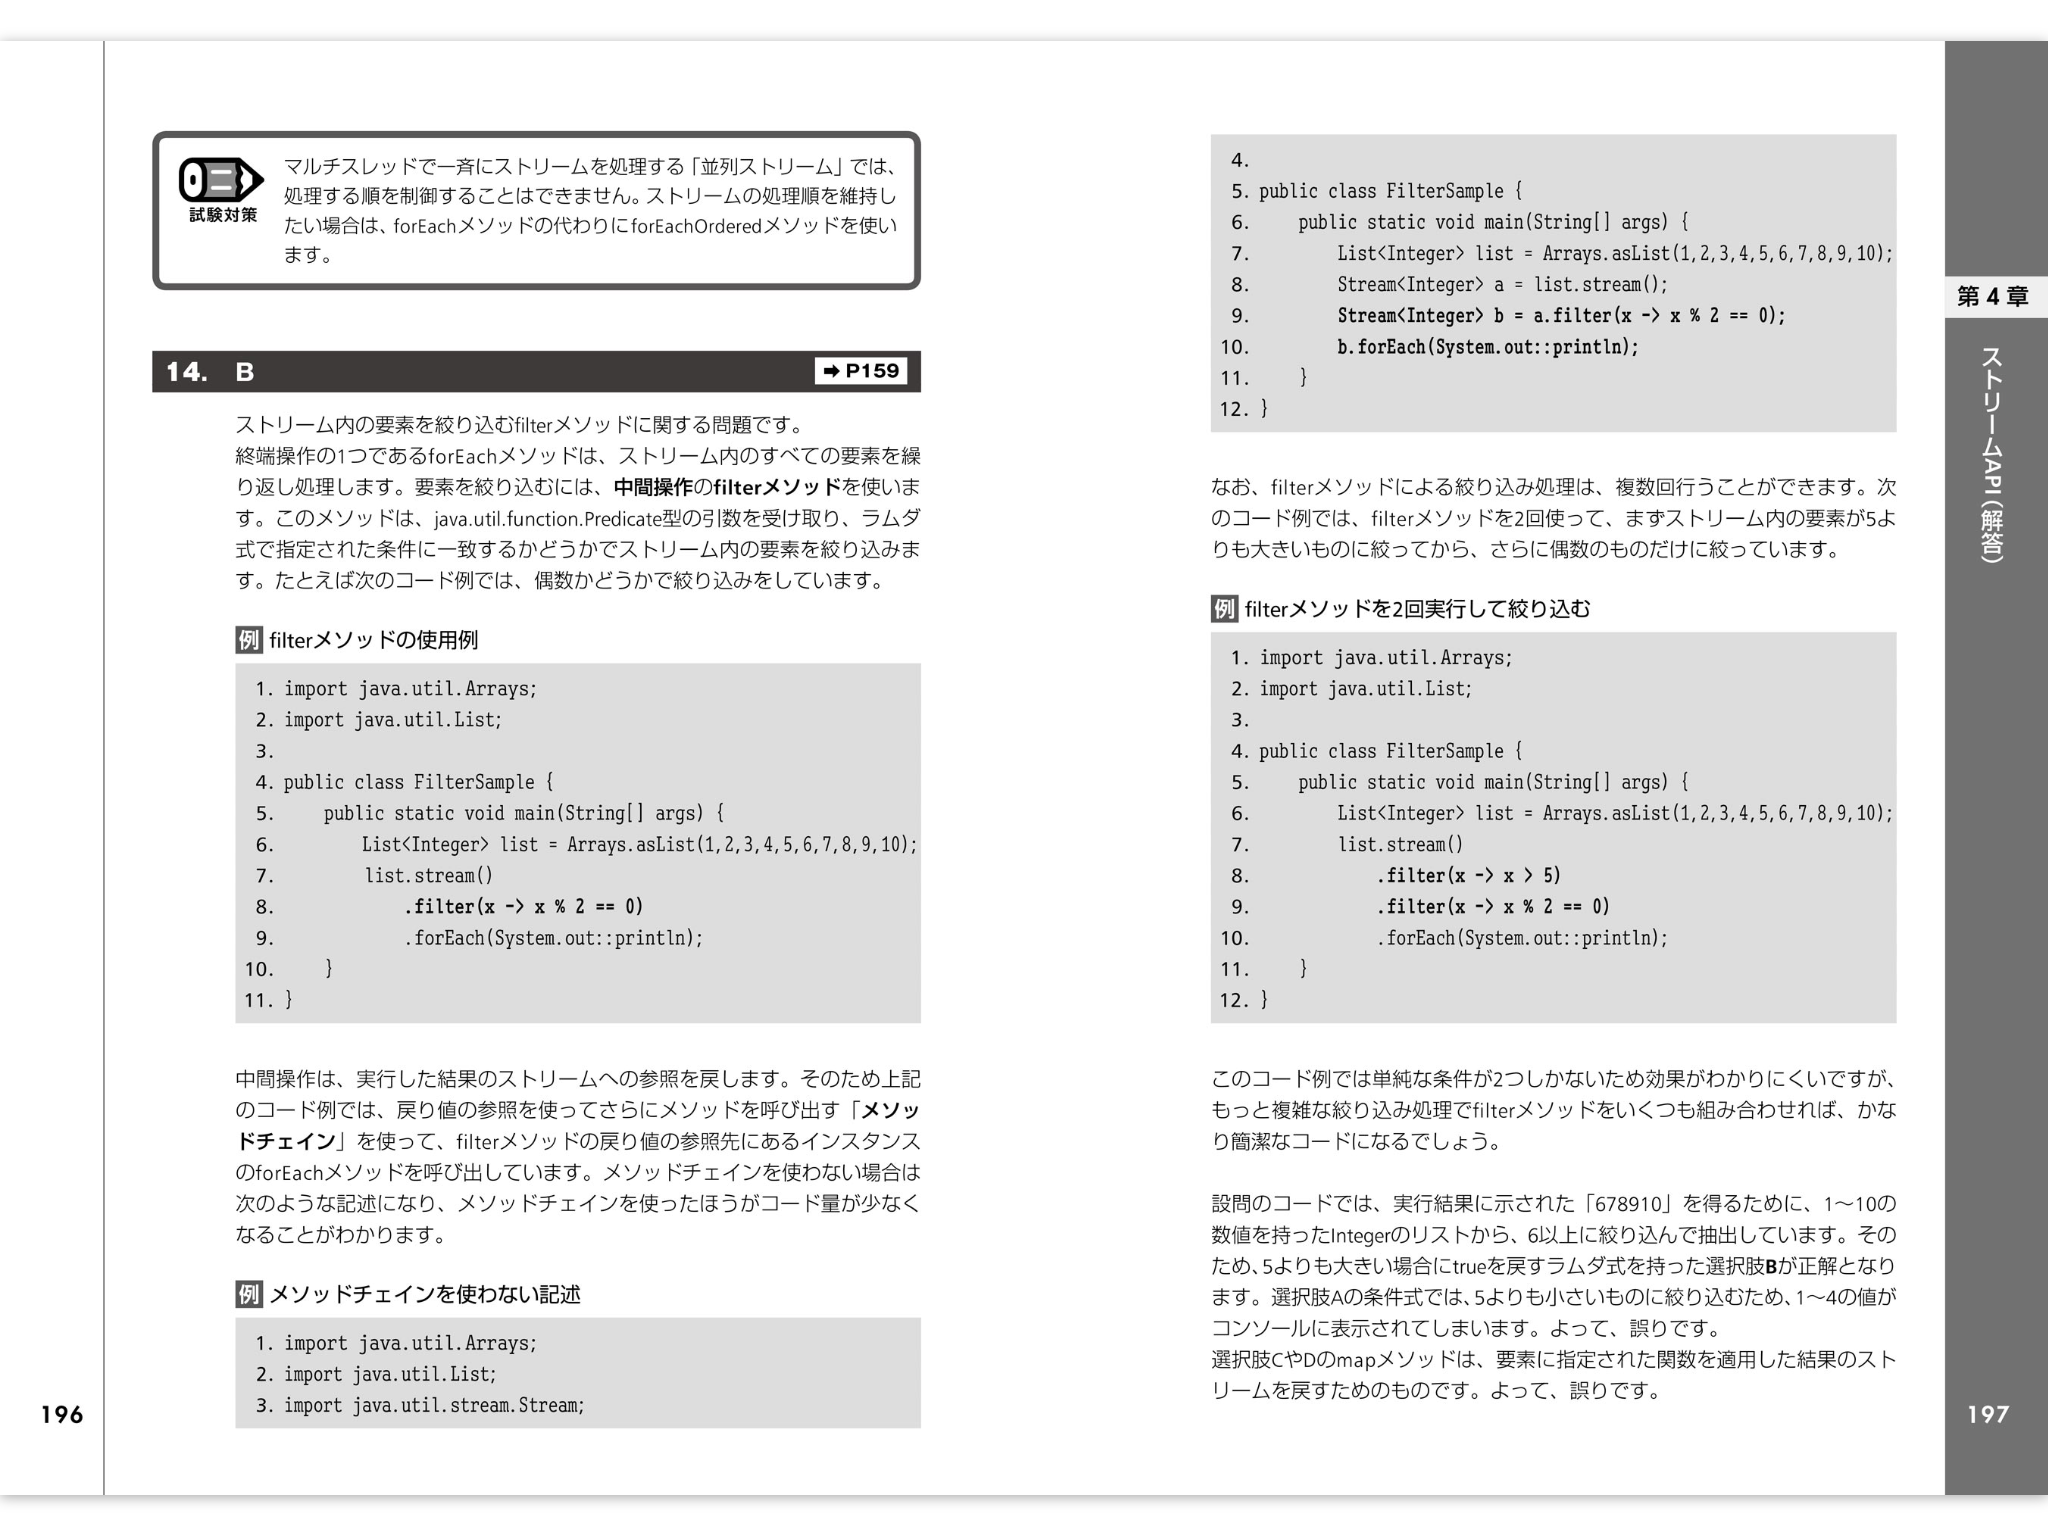 マルチスレッドで一斉にストリームを処理する「並列ストリーム」では、
処理する順を制御することはできません。ストリームの処理順を維持し
試験対策
たい場合は、forEachメソッドの代わりにforEachOrderedメソッドを使い
ます。
14. B ➡ P159
ストリーム内の要素を絞り込むfilterメソッドに関する問題です。
終端操作の1つであるforEachメソッドは、ストリーム内のすべての要素を繰
り返し処理します。要素を絞り込むには、中間操作のfilterメソッドを使いま
す。このメソッドは、java.util.function.Predicate型の引数を受け取り、ラムダ
式で指定された条件に一致するかどうかでストリーム内の要素を絞り込みま
す。たとえば次のコード例では、偶数かどうかで絞り込みをしています。
例 filterメソッドの使用例
1. import java.util.Arrays;
2. import java.util.List;
3.
4. public class FilterSample {
5.     public static void main(String[] args) {
6.         List<Integer> list = Arrays.asList(1,2,3,4,5,6,7,8,9,10);
7.         list.stream()
8.             .filter(x -> x % 2 == 0)
9.             .forEach(System.out::println);
10.     }
11. }
中間操作は、実行した結果のストリームへの参照を戻します。そのため上記
のコード例では、戻り値の参照を使ってさらにメソッドを呼び出す「メソッ
ドチェイン」を使って、filterメソッドの戻り値の参照先にあるインスタンス
のforEachメソッドを呼び出しています。メソッドチェインを使わない場合は
次のような記述になり、メソッドチェインを使ったほうがコード量が少なく
なることがわかります。
例 メソッドチェインを使わない記述
1. import java.util.Arrays;
2. import java.util.List;
3. import java.util.stream.Stream;
196
4.
5. public class FilterSample {
6.     public static void main(String[] args) {
7.         List<Integer> list = Arrays.asList(1,2,3,4,5,6,7,8,9,10);
8.         Stream<Integer> a = list.stream();
9.         Stream<Integer> b = a.filter(x -> x % 2 == 0);
10.         b.forEach(System.out::println);
11.     }
12. }
なお、filterメソッドによる絞り込み処理は、複数回行うことができます。次
のコード例では、filterメソッドを2回使って、まずストリーム内の要素が5よ
りも大きいものに絞ってから、さらに偶数のものだけに絞っています。
例 filterメソッドを2回実行して絞り込む
1. import java.util.Arrays;
2. import java.util.List;
3.
4. public class FilterSample {
5.     public static void main(String[] args) {
6.         List<Integer> list = Arrays.asList(1,2,3,4,5,6,7,8,9,10);
7.         list.stream()
8.             .filter(x -> x > 5)
9.             .filter(x -> x % 2 == 0)
10.             .forEach(System.out::println);
11.     }
12. }
このコード例では単純な条件が2つしかないため効果がわかりにくいですが、
もっと複雑な絞り込み処理でfilterメソッドをいくつも組み合わせれば、かな
り簡潔なコードになるでしょう。
設問のコードでは、実行結果に示された「678910」を得るために、1～10の
数値を持ったIntegerのリストから、6以上に絞り込んで抽出しています。その
ため、5よりも大きい場合にtrueを戻すラムダ式を持った選択肢Bが正解となり
ます。選択肢Aの条件式では、5よりも小さいものに絞り込むため、1～4の値が
コンソールに表示されてしまいます。よって、誤りです。
選択肢CやDのmapメソッドは、要素に指定された関数を適用した結果のスト
リームを戻すためのものです。よって、誤りです。
第4章
ストリームAPI（解答）
197